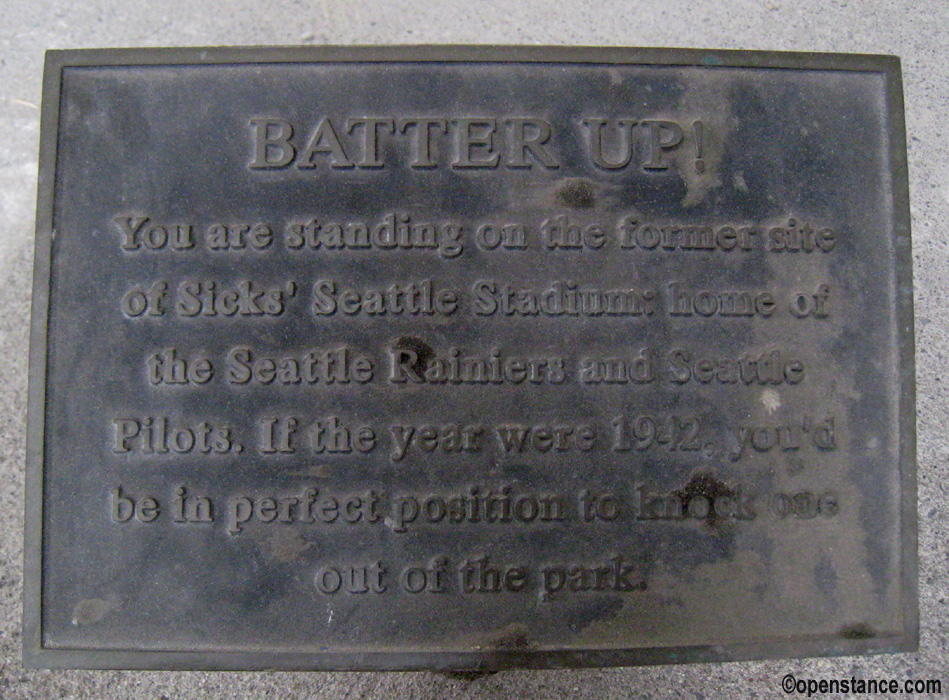 BATTER UP!
You are standing on the former site
of Sicks' Seattle Stadium: home of
the Seattle Rainiers and Seattle
Pilots. If the year were 1942, you'd
be in perfect position to knock one
out of the park.
©openstance.com